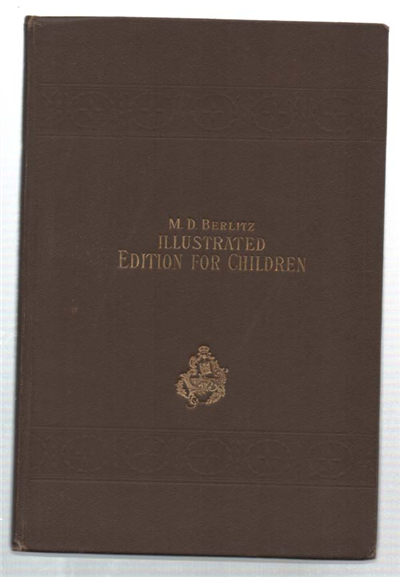 M. D. BERLITZ
ILLUSTRATED
EDITION FOR CHILDREN